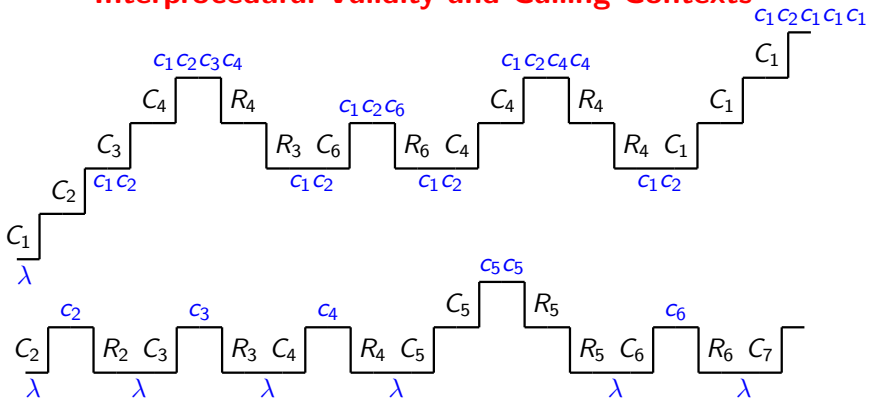 Interprocedural Validity and Calling Contexts
c₁c₂c₁c₁c₁
c₁c₂c₃c₄ c₁c₂c₄c₄ C₁
C₄ R₄ c₁c₂c₆ C₄ R₄ C₁
C₃ R₃ C₆ R₆ C₄ R₄ C₁
c₁c₂ c₁c₂ c₁c₂ c₁c₂
C₂
C₁
λ
c₅c₅
c₂ c₃ c₄ C₅ R₅ c₆
C₂ R₂ C₃ R₃ C₄ R₄ C₅ R₅ C₆ R₆ C₇
λ λ λ λ λ λ